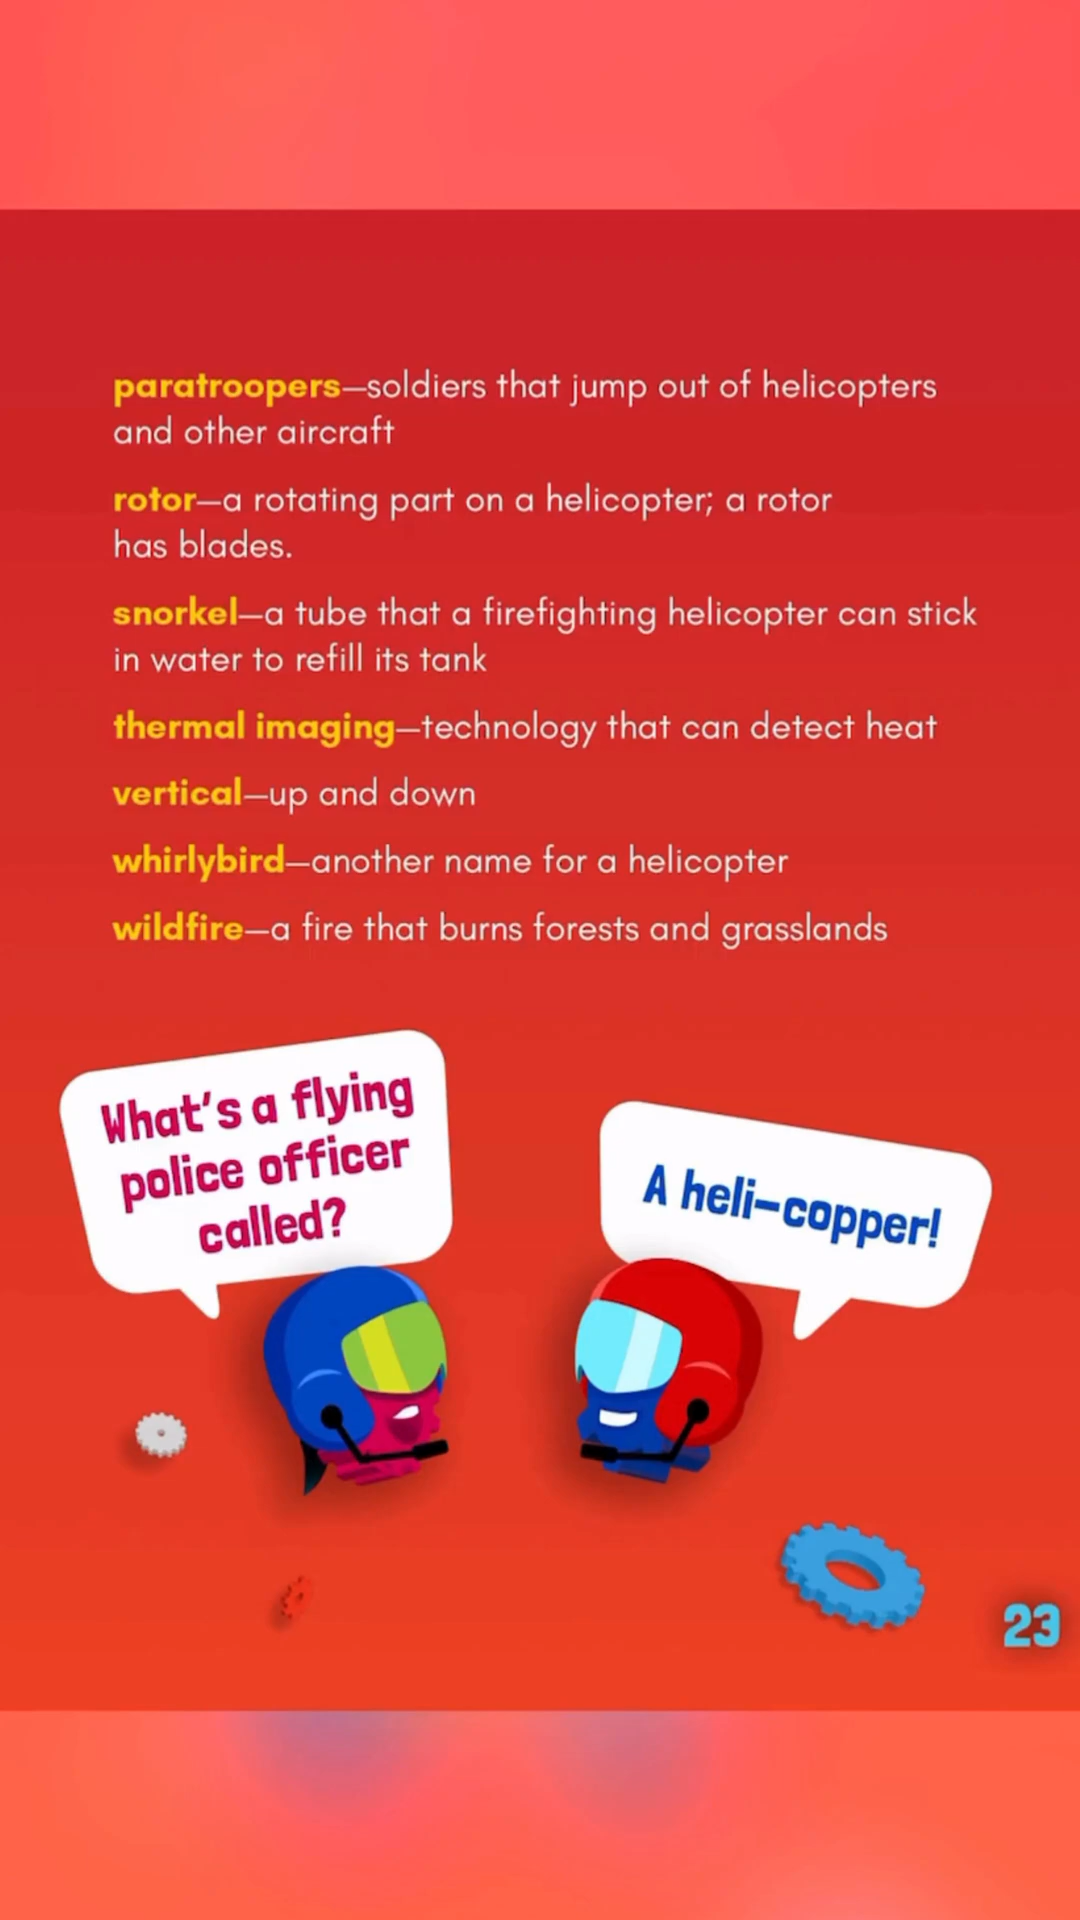 paratroopers—soldiers that jump out of helicopters
and other aircraft
rotor—a rotating part on a helicopter; a rotor
has blades.
snorkel—a tube that a firefighting helicopter can stick
in water to refill its tank
thermal imaging—technology that can detect heat
vertical—up and down
whirlybird—another name for a helicopter
wildfire—a fire that burns forests and grasslands
What's a flying
police officer
called?
A heli-copper!
23